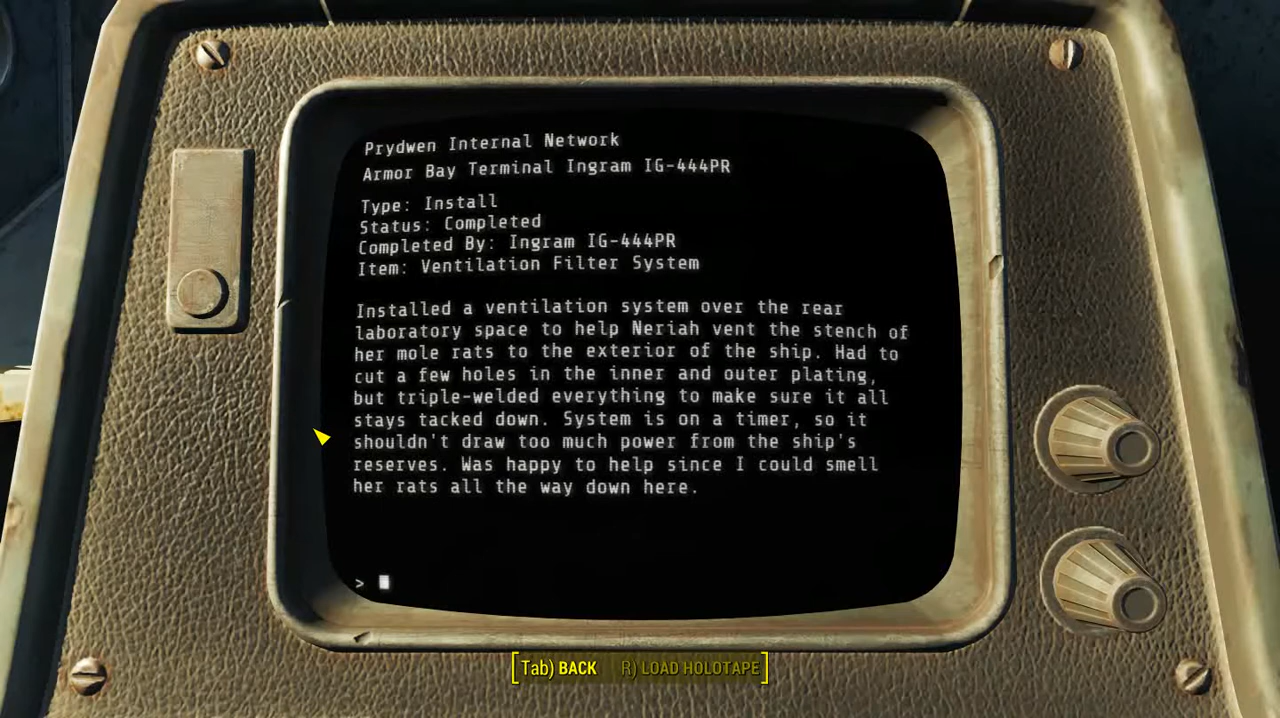 Prydwen Internal Network
Armor Bay Terminal Ingram IG-444PR
Type: Install
Status: Completed
Completed By: Ingram IG-444PR
Item: Ventilation Filter System
Installed a ventilation system over the rear
laboratory space to help Neriah vent the stench of
her mole rats to the exterior of the ship. Had to
cut a few holes in the inner and outer plating,
but triple-welded everything to make sure it all
stays tacked down. System is on a timer, so it
shouldn't draw too much power from the ship's
reserves. Was happy to help since I could smell
her rats all the way down here.
>
Tab) BACK R) LOAD HOLOTAPE